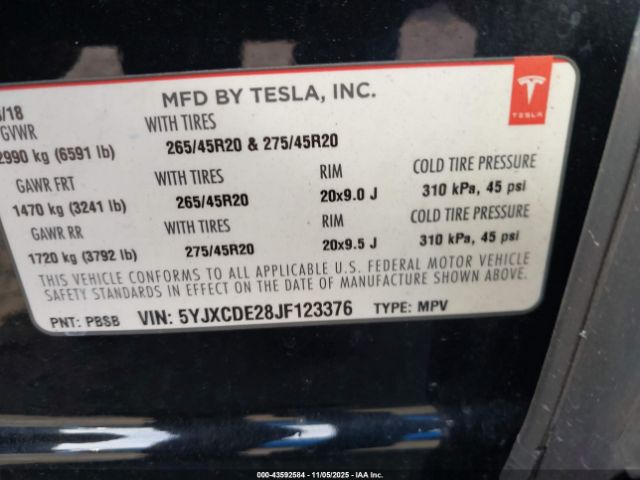 MFD BY TESLA, INC.
TESLA
/18
GVWR WITH TIRES
2990 kg (6591 lb) 265/45R20 & 275/45R20
GAWR FRT WITH TIRES RIM COLD TIRE PRESSURE
1470 kg (3241 lb) 265/45R20 20x9.0 J 310 kPa, 45 psi
GAWR RR WITH TIRES RIM COLD TIRE PRESSURE
1720 kg (3792 lb) 275/45R20 20x9.5 J 310 kPa, 45 psi
THIS VEHICLE CONFORMS TO ALL APPLICABLE U.S. FEDERAL MOTOR VEHICLE
SAFETY STANDARDS IN EFFECT ON THE DATE OF MANUFACTURE SHOWN ABOVE.
PNT: PBSB VIN: 5YJXCDE28JF123376 TYPE: MPV
000-43592584 - 11/05/2025 - IAA Inc.